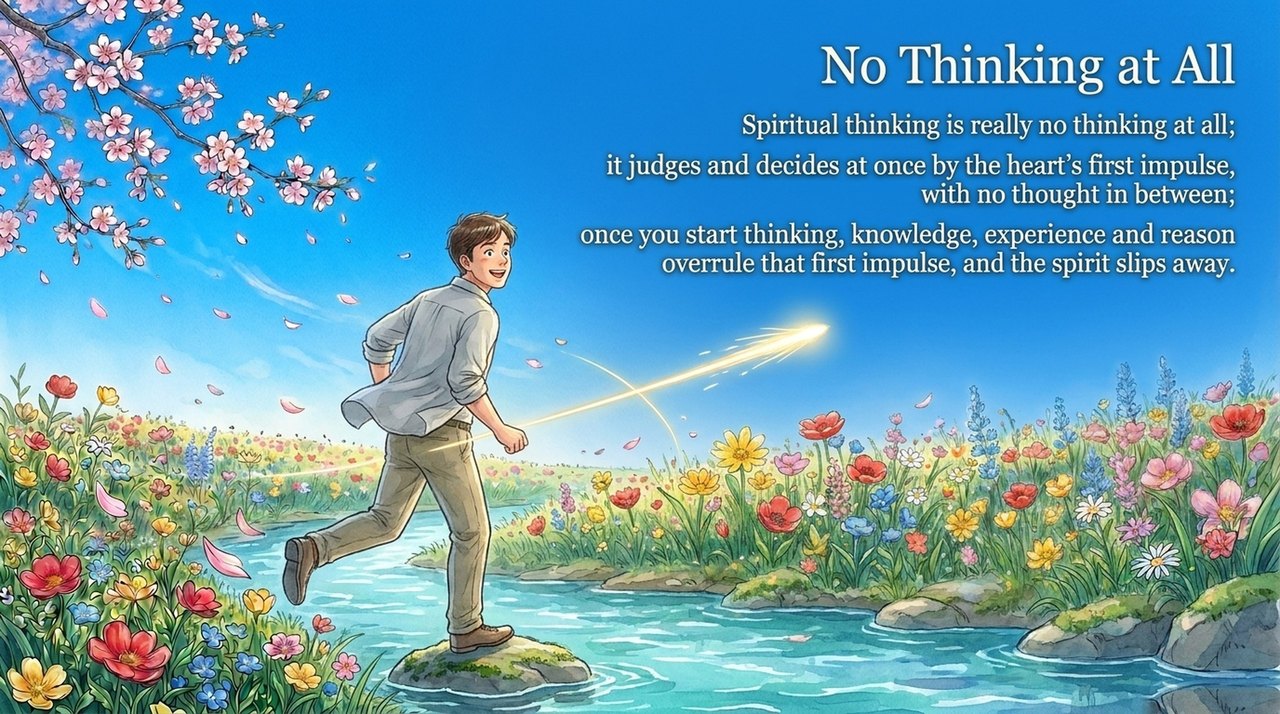 No Thinking at All
Spiritual thinking is really no thinking at all;
it judges and decides at once by the heart’s first impulse,
with no thought in between;
once you start thinking, knowledge, experience and reason
overrule that first impulse, and the spirit slips away.